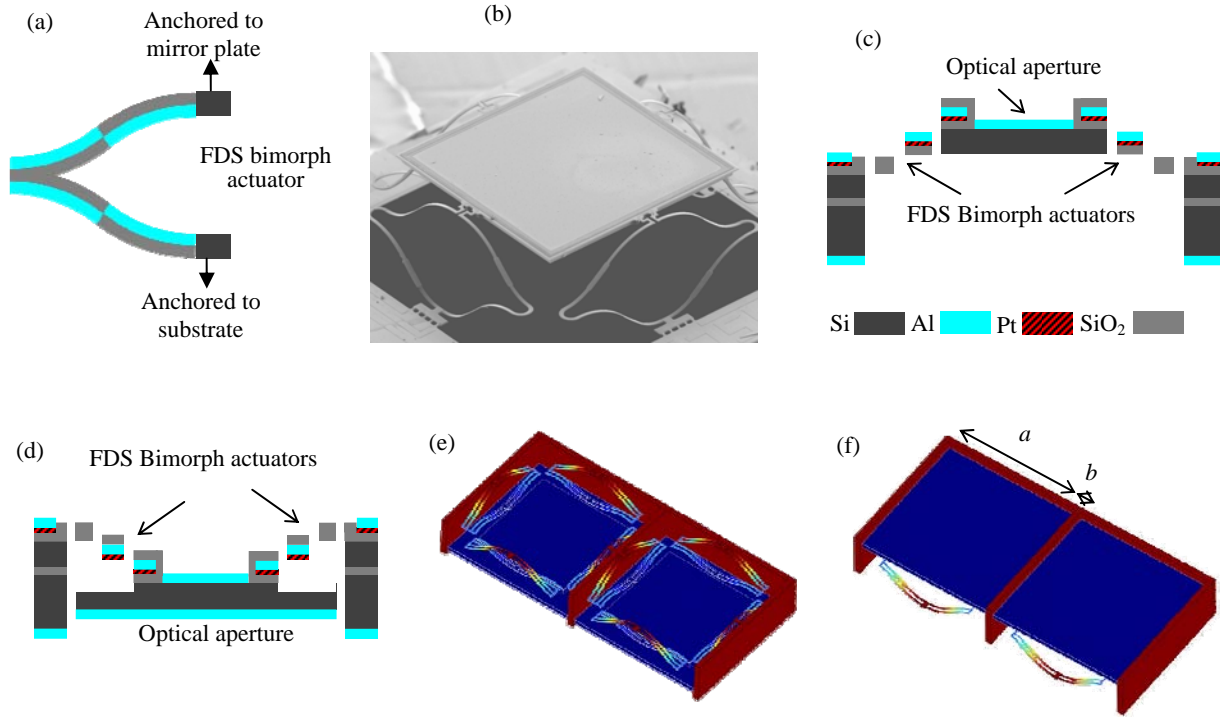 (a)
Anchored to
mirror plate
FDS bimorph
actuator
Anchored to
substrate
(b)
(c)
Optical aperture
FDS Bimorph actuators
Si Al Pt SiO₂
(d)
FDS Bimorph actuators
Optical aperture
(e)
(f)
a
b